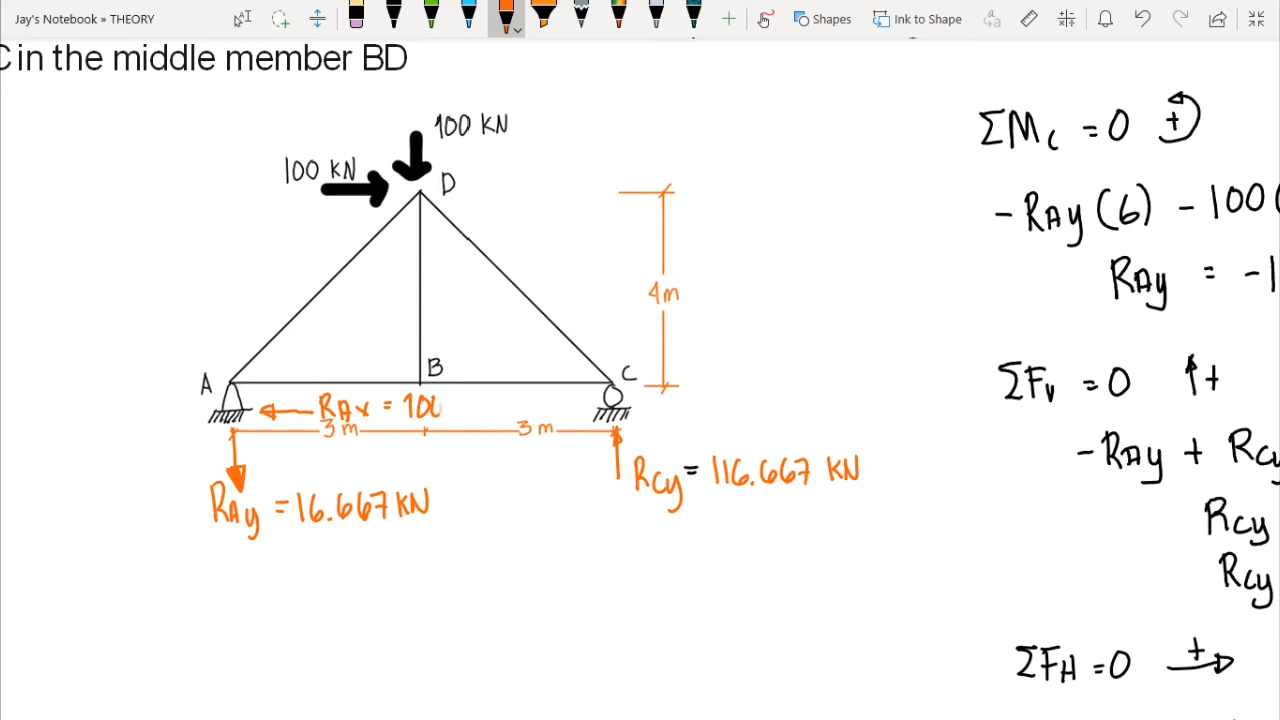 Jay's Notebook » THEORY
Shapes
Ink to Shape
C in the middle member BD
100 KN
100 KN
D
4m
A
B
C
RAx = 100
3 m
3 m
RAy = 16.667 KN
RCy = 116.667 KN
ΣMC = 0 +
-RAy (6) - 100(
RAy = -1
ΣFV = 0 +
-RAy + RCy
RCy
RCy
ΣFH = 0 +